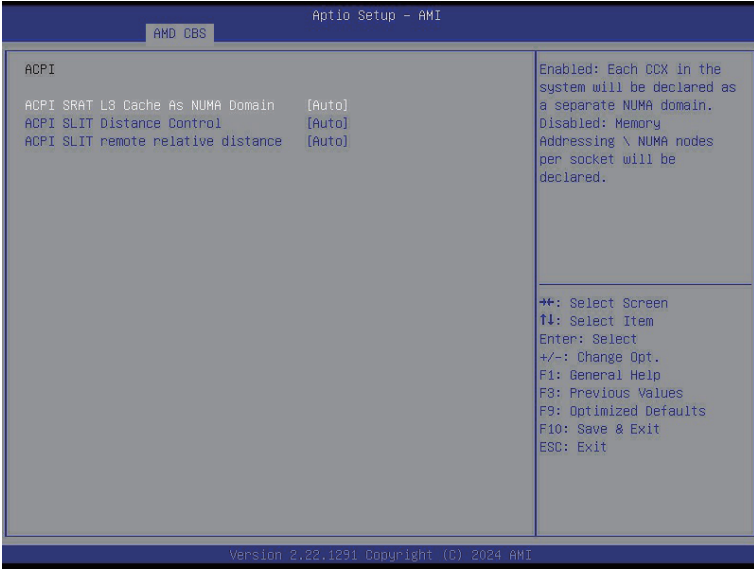 Aptio Setup – AMI
AMD CBS
ACPI
ACPI SRAT L3 Cache As NUMA Domain [Auto]
ACPI SLIT Distance Control [Auto]
ACPI SLIT remote relative distance [Auto]
Enabled: Each CCX in the
system will be declared as
a separate NUMA domain.
Disabled: Memory
Addressing \ NUMA nodes
per socket will be
declared.
→←: Select Screen
↑↓: Select Item
Enter: Select
+/-: Change Opt.
F1: General Help
F3: Previous Values
F9: Optimized Defaults
F10: Save & Exit
ESC: Exit
Version 2.22.1291 Copyright (C) 2024 AMI